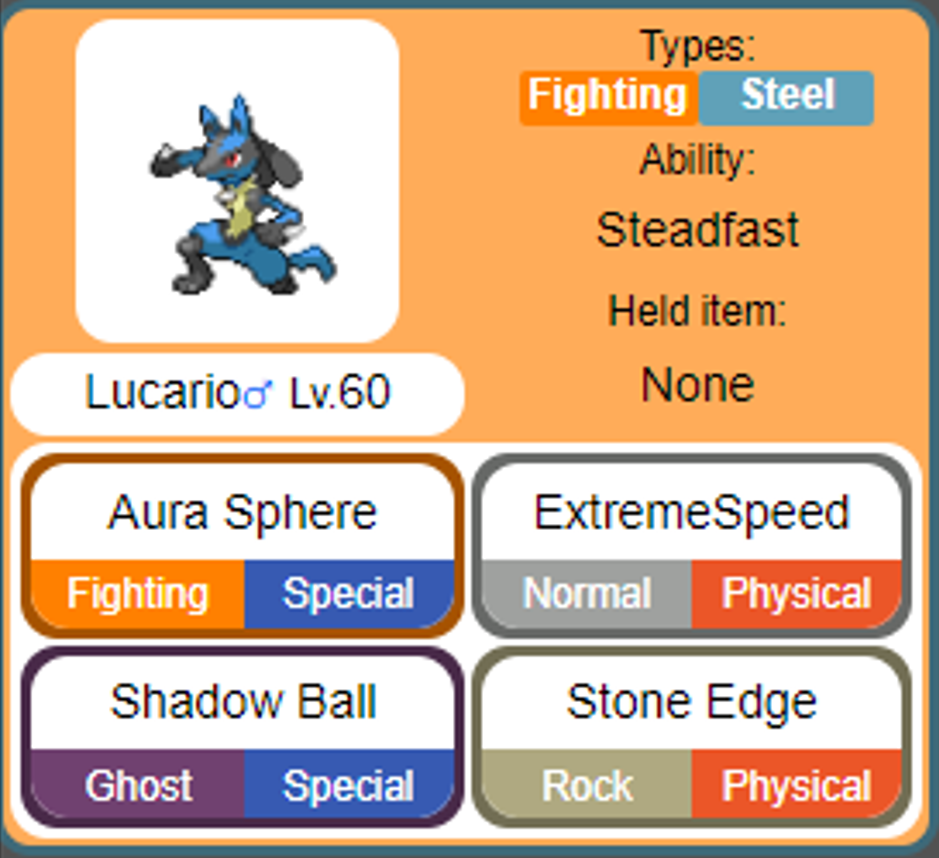 Types:
Fighting Steel
Ability:
Steadfast
Held item:
None
Lucario♂ Lv.60
Aura Sphere
Fighting Special
ExtremeSpeed
Normal Physical
Shadow Ball
Ghost Special
Stone Edge
Rock Physical